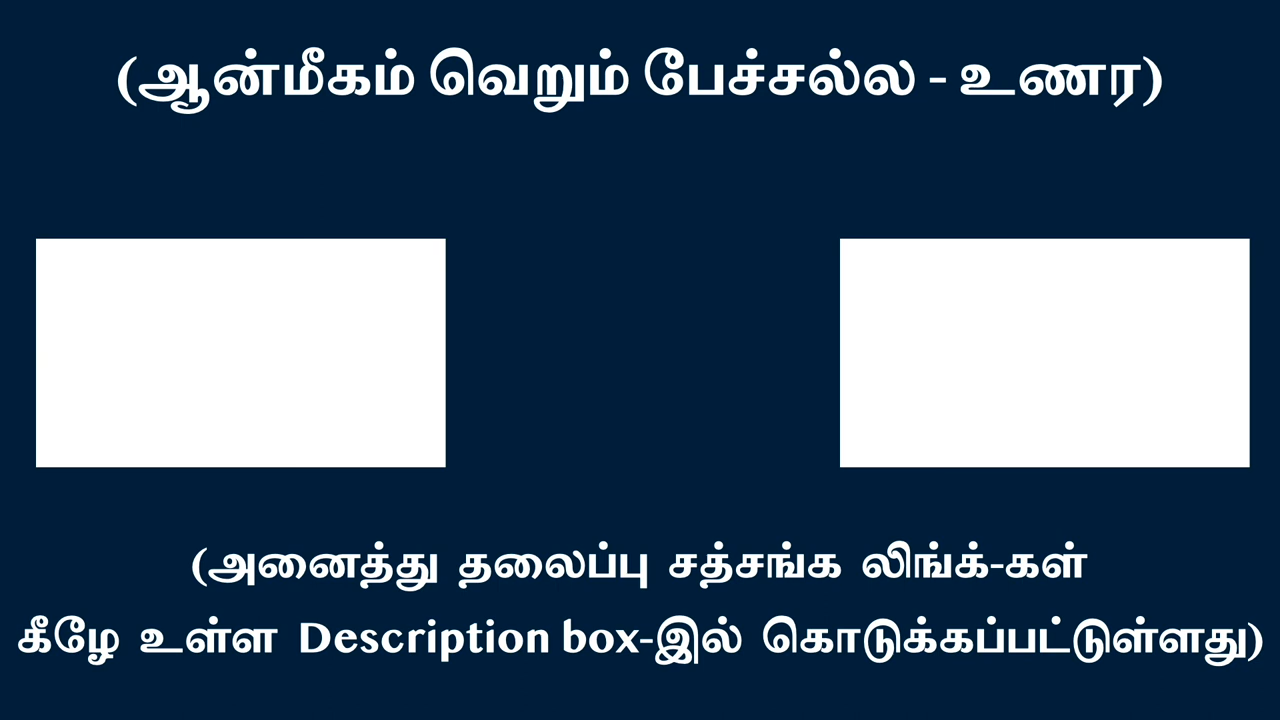 (ஆன்மீகம் வெறும் பேச்சல்ல - உணர)
(அனைத்து தலைப்பு சத்சங்க லிங்க்-கள்
கீழே உள்ள Description box-இல் கொடுக்கப்பட்டுள்ளது)